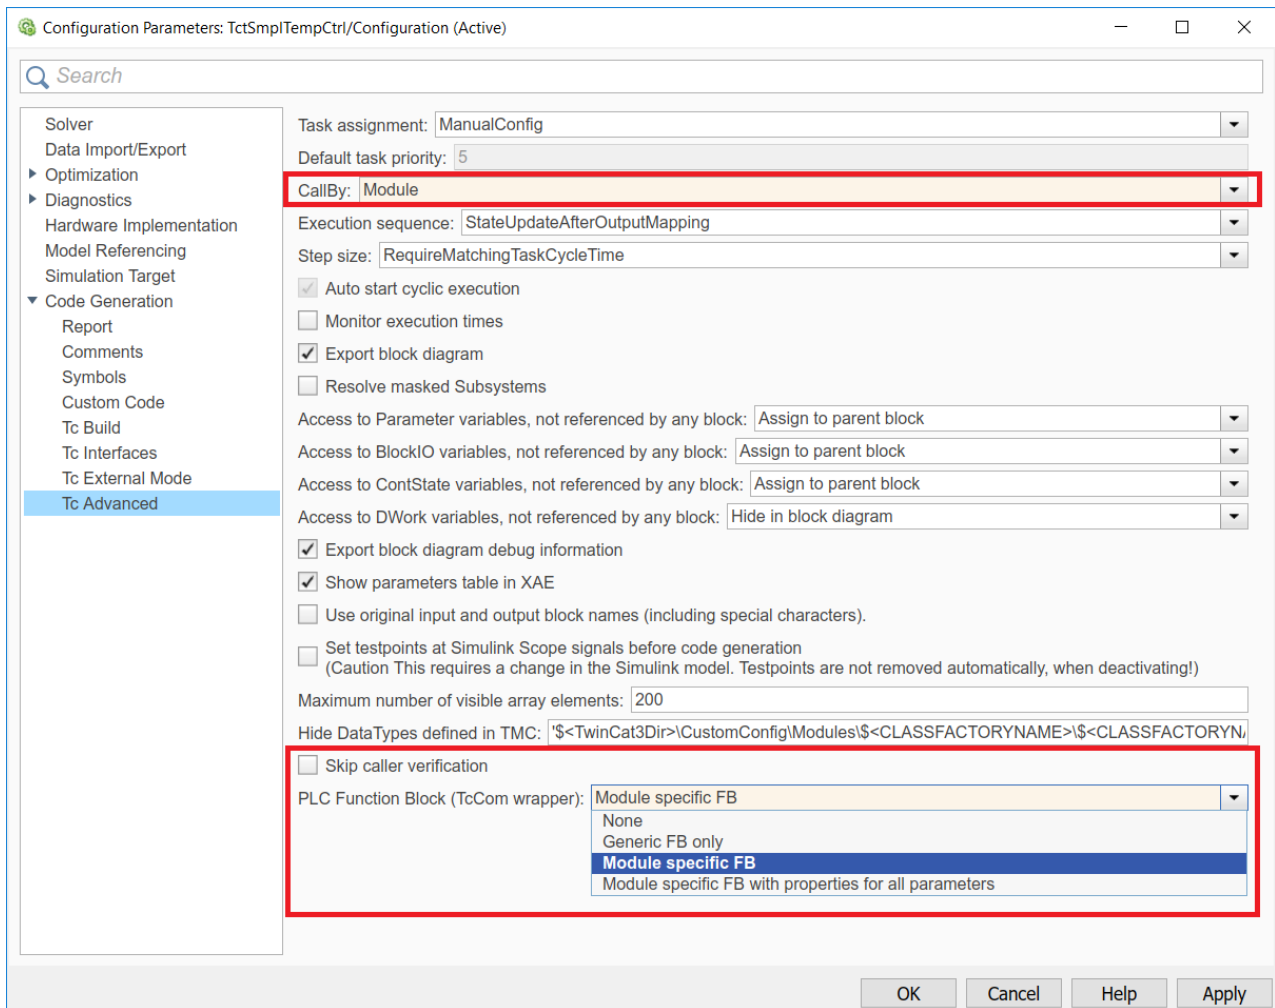 Configuration Parameters: TctSmplTempCtrl/Configuration (Active)
Search
Solver
Data Import/Export
Optimization
Diagnostics
Hardware Implementation
Model Referencing
Simulation Target
Code Generation
Report
Comments
Symbols
Custom Code
Tc Build
Tc Interfaces
Tc External Mode
Tc Advanced
Task assignment: ManualConfig
Default task priority: 5
CallBy: Module
Execution sequence: StateUpdateAfterOutputMapping
Step size: RequireMatchingTaskCycleTime
Auto start cyclic execution
Monitor execution times
Export block diagram
Resolve masked Subsystems
Access to Parameter variables, not referenced by any block: Assign to parent block
Access to BlockIO variables, not referenced by any block: Assign to parent block
Access to ContState variables, not referenced by any block: Assign to parent block
Access to DWork variables, not referenced by any block: Hide in block diagram
Export block diagram debug information
Show parameters table in XAE
Use original input and output block names (including special characters).
Set testpoints at Simulink Scope signals before code generation
(Caution This requires a change in the Simulink model. Testpoints are not removed automatically, when deactivating!)
Maximum number of visible array elements: 200
Hide DataTypes defined in TMC: '$<TwinCat3Dir>\CustomConfig\Modules\$<CLASSFACTORYNAME>\$<CLASSFACTORYN
Skip caller verification
PLC Function Block (TcCom wrapper): Module specific FB
None
Generic FB only
Module specific FB
Module specific FB with properties for all parameters
OK Cancel Help Apply